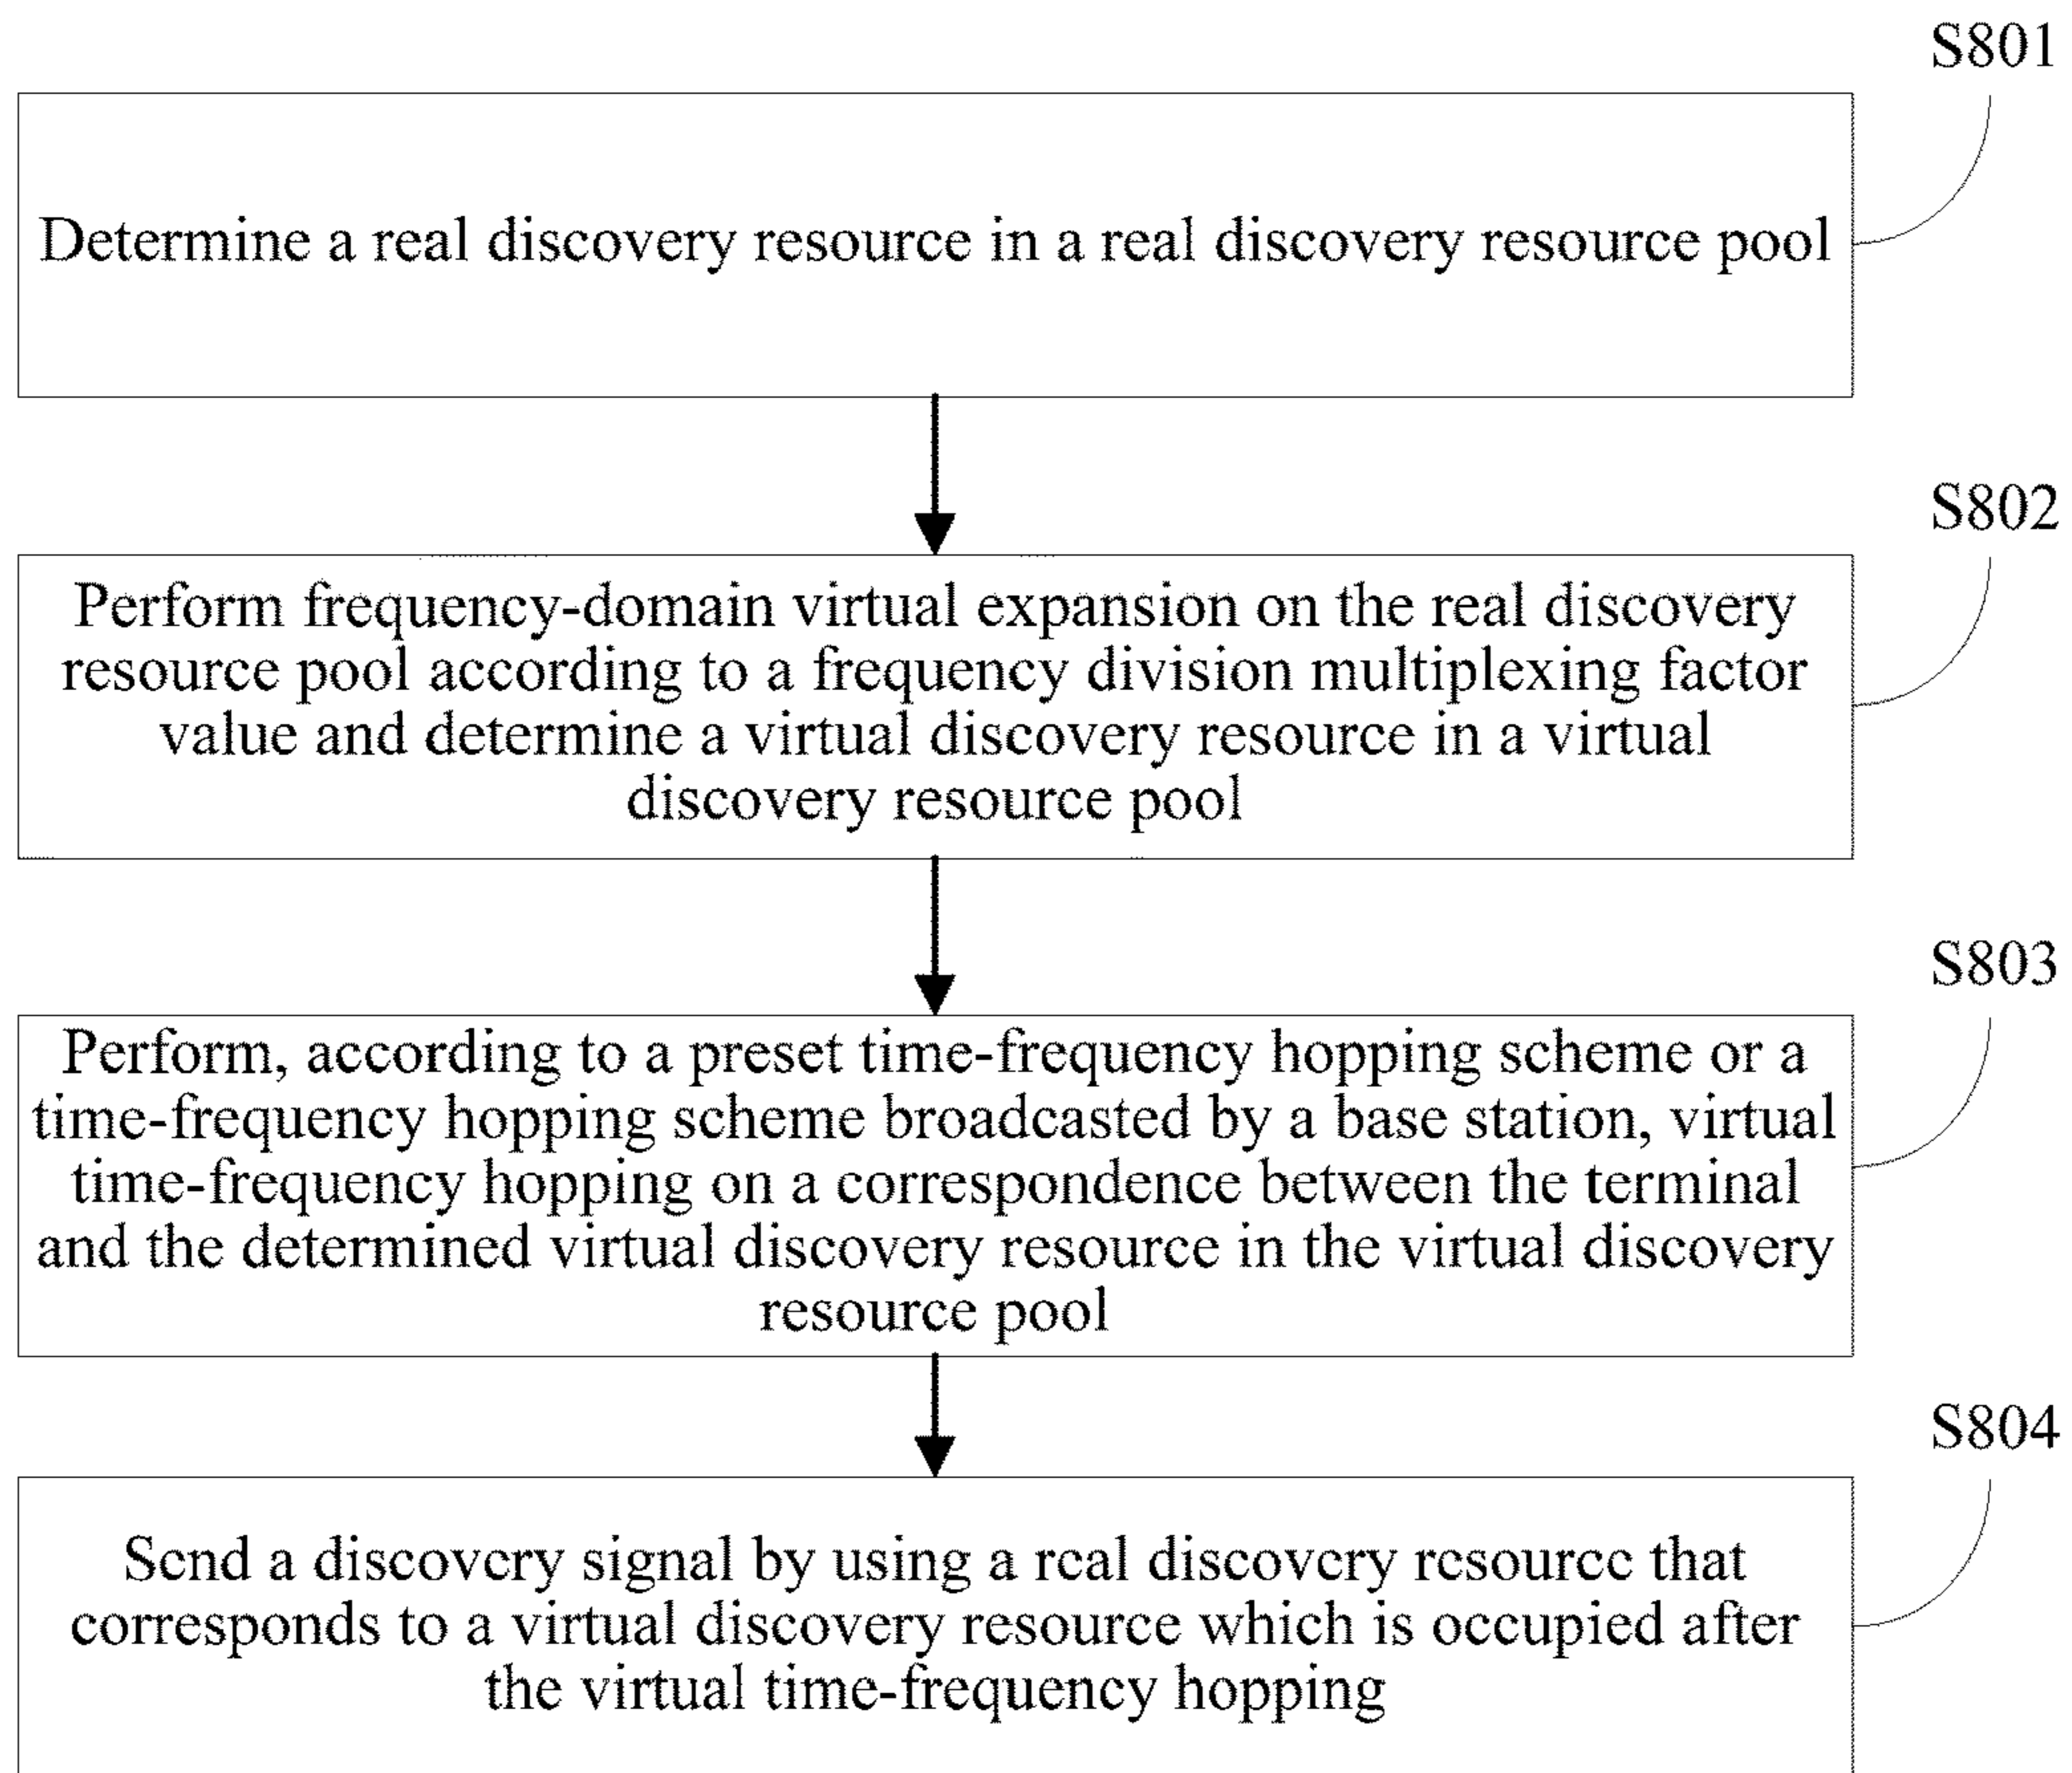 S801
Determine a real discovery resource in a real discovery resource pool
S802
Perform frequency-domain virtual expansion on the real discovery
resource pool according to a frequency division multiplexing factor
value and determine a virtual discovery resource in a virtual
discovery resource pool
S803
Perform, according to a preset time-frequency hopping scheme or a
time-frequency hopping scheme broadcasted by a base station, virtual
time-frequency hopping on a correspondence between the terminal
and the determined virtual discovery resource in the virtual discovery
resource pool
S804
Send a discovery signal by using a real discovery resource that
corresponds to a virtual discovery resource which is occupied after
the virtual time-frequency hopping